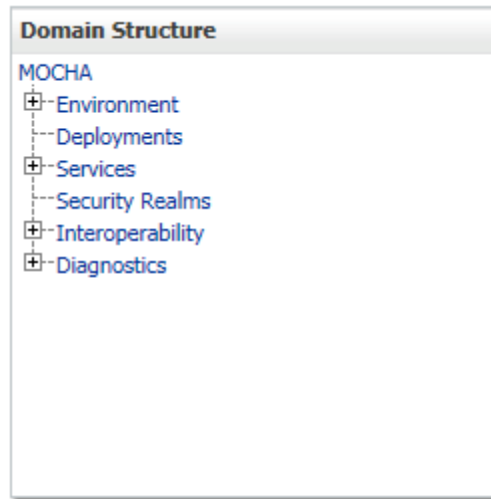 Domain Structure
MOCHA
Environment
Deployments
Services
Security Realms
Interoperability
Diagnostics